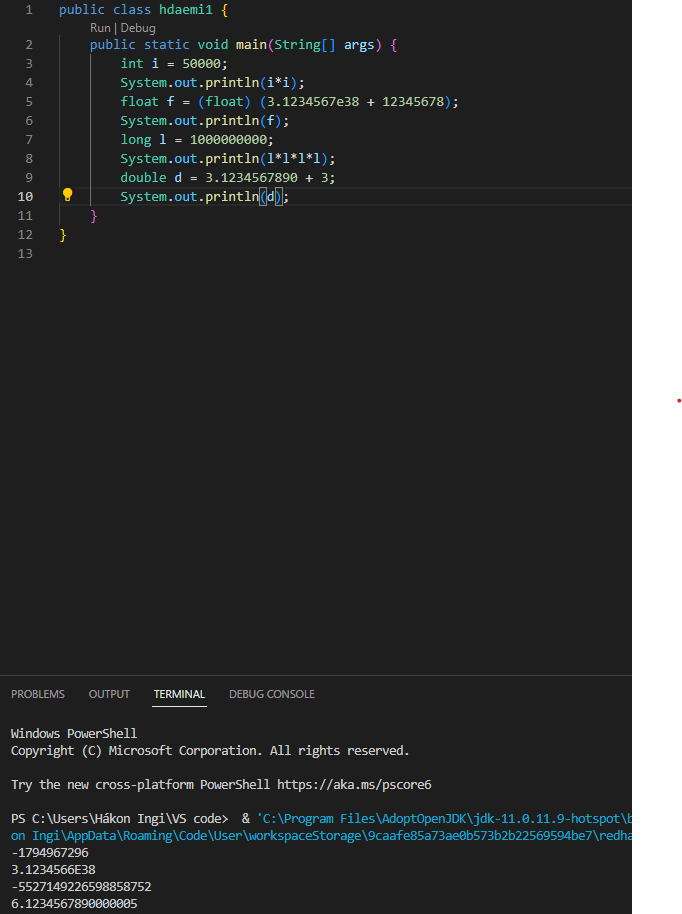 1 public class hdaemi1 {
Run | Debug
2 public static void main(String[] args) {
3 int i = 50000;
4 System.out.println(i*i);
5 float f = (float) (3.1234567e38 + 12345678);
6 System.out.println(f);
7 long l = 1000000000;
8 System.out.println(l*l*l*l);
9 double d = 3.1234567890 + 3;
10 System.out.println(d);
11 }
12 }
13
PROBLEMS OUTPUT TERMINAL DEBUG CONSOLE
Windows PowerShell
Copyright (C) Microsoft Corporation. All rights reserved.
Try the new cross-platform PowerShell https://aka.ms/pscore6
PS C:\Users\Hákon Ingi\VS code> & 'C:\Program Files\AdoptOpenJDK\jdk-11.0.11.9-hotspot\b
on Ingi\AppData\Roaming\Code\User\workspaceStorage\9caafe85a73ae0b573b2b22569594be7\redha
-1794967296
3.1234566E38
-5527149226598858752
6.1234567890000005